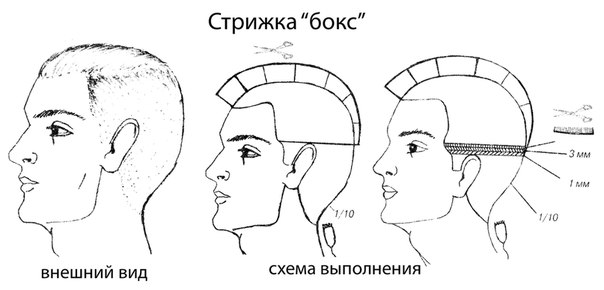 Стрижка “бокс”
3 мм
1 мм
1/10
1/10
внешний вид
схема выполнения